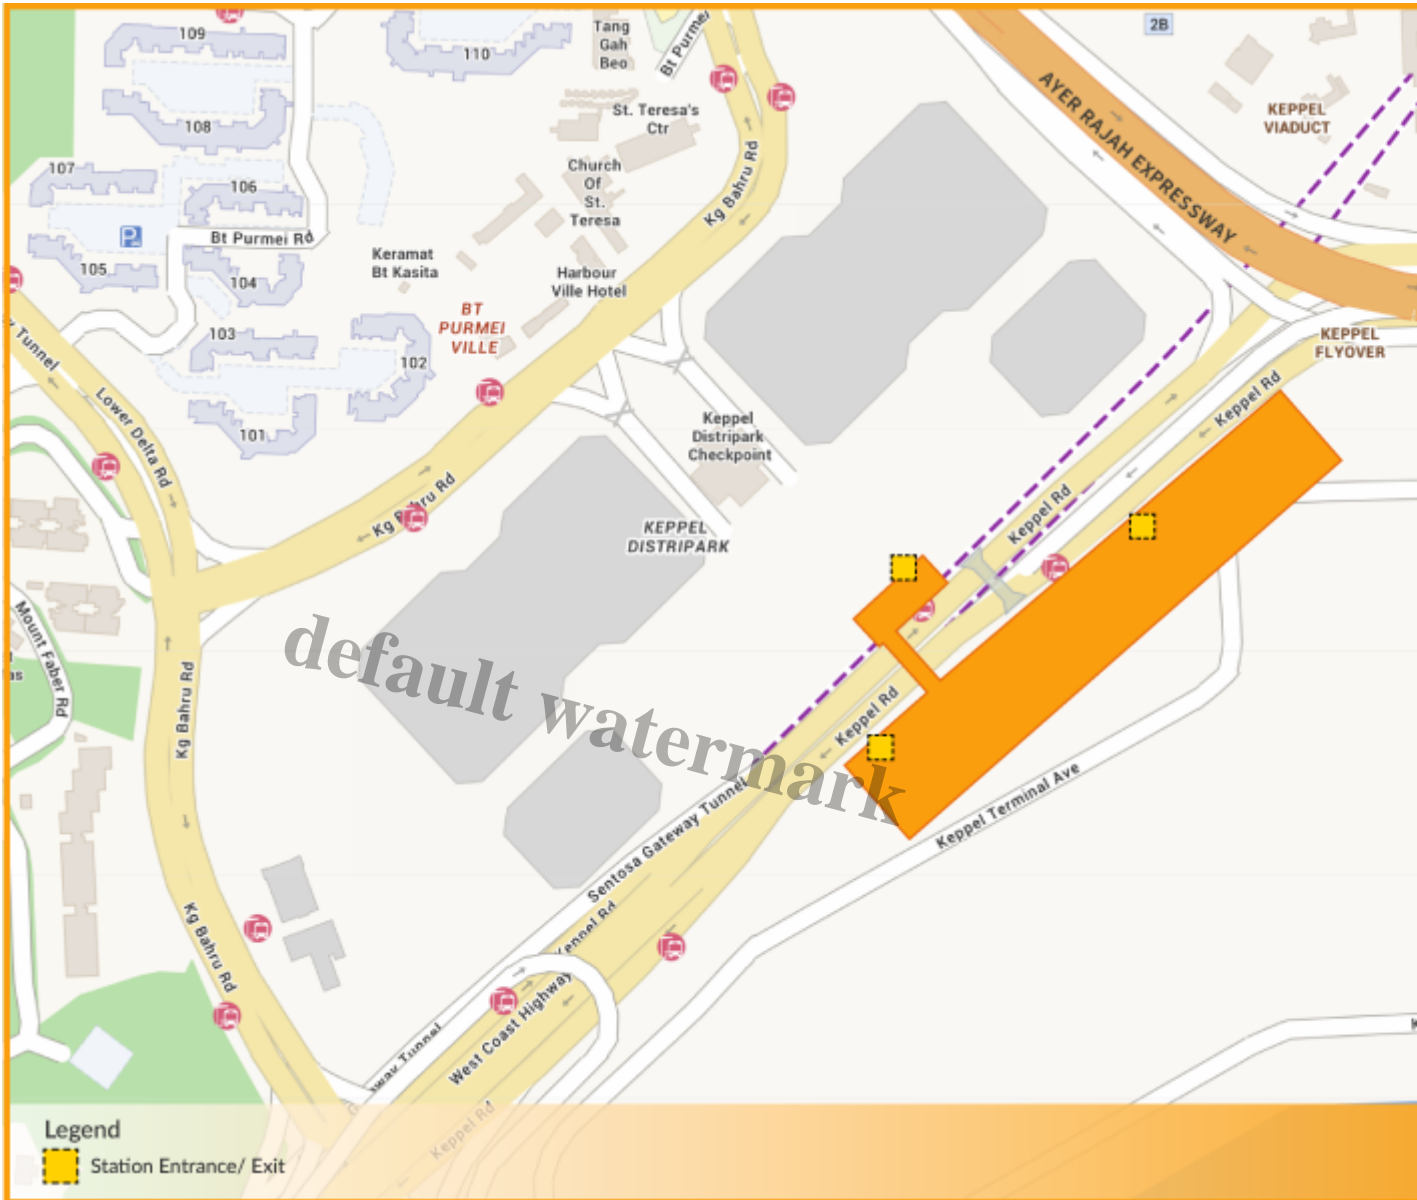 109
110
Tang
Gah
Beo
Bt Purmei
2B
AYER RAJAH EXPRESSWAY
KEPPEL
VIADUCT
108
St. Teresa's
Ctr
107
106
Church
Of
St.
Teresa
Kg Bahru Rd
P
Bt Purmei Rd
105
104
Keramat
Bt Kasita
Harbour
Ville Hotel
BT
PURMEI
VILLE
103
102
Tunnel
Lower Delta Rd
101
KEPPEL
FLYOVER
Keppel Rd
Keppel
Distripark
Checkpoint
Kg Bahru Rd
Keppel Rd
KEPPEL
DISTRIPARK
Mount Faber Rd
as
Kg Bahru Rd
default watermark
Keppel Rd
Sentosa Gateway Tunnel
Keppel Terminal Ave
Kg Bahru Rd
Keppel Rd
West Coast Highway
way Tunnel
Keppel Rd
Legend
Station Entrance/ Exit